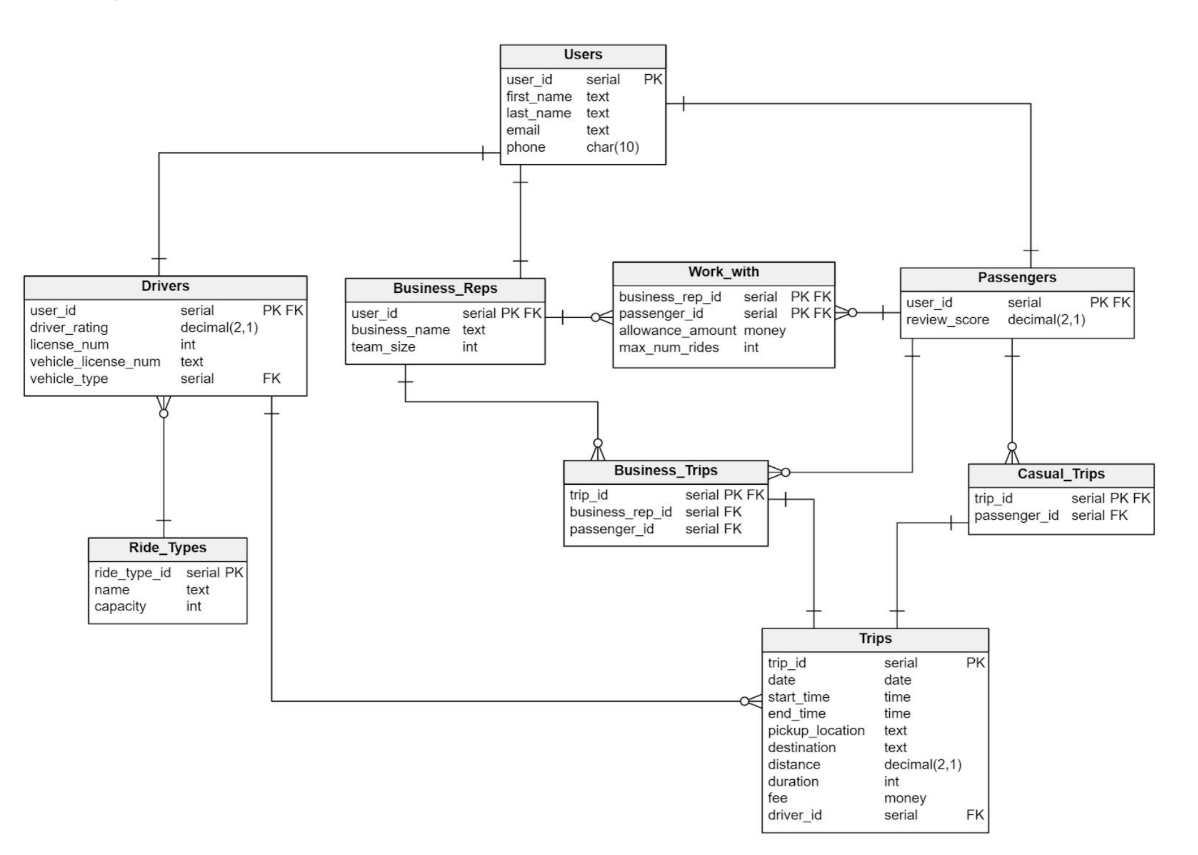 Users
user_id serial PK
first_name text
last_name text
email text
phone char(10)
Drivers
user_id serial PK FK
driver_rating decimal(2,1)
license_num int
vehicle_license_num text
vehicle_type serial FK
Business_Reps
user_id serial PK FK
business_name text
team_size int
Work_with
business_rep_id serial PK FK
passenger_id serial PK FK
allowance_amount money
max_num_rides int
Passengers
user_id serial PK FK
review_score decimal(2,1)
Business_Trips
trip_id serial PK FK
business_rep_id serial FK
passenger_id serial FK
Casual_Trips
trip_id serial PK FK
passenger_id serial FK
Ride_Types
ride_type_id serial PK
name text
capacity int
Trips
trip_id serial PK
date date
start_time time
end_time time
pickup_location text
destination text
distance decimal(2,1)
duration int
fee money
driver_id serial FK